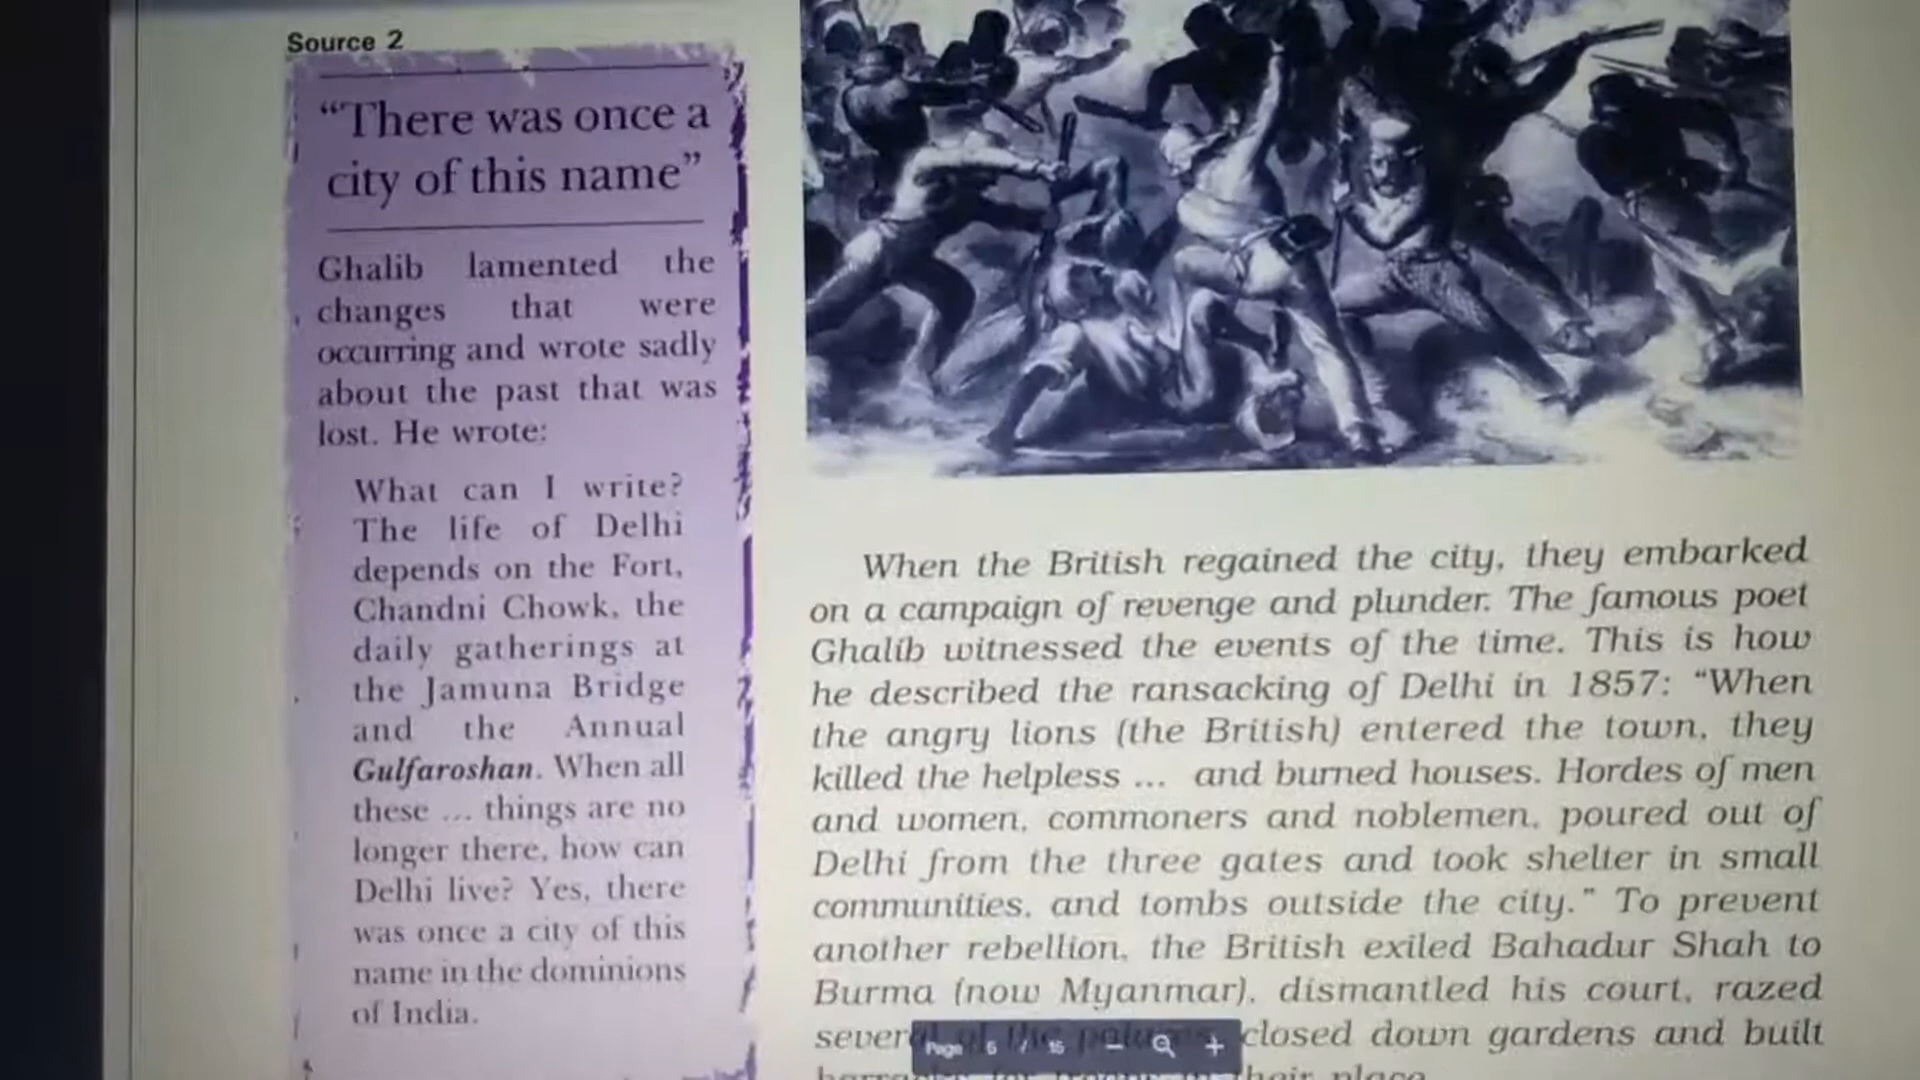 Source 2
“There was once a
city of this name”
Ghalib lamented the
changes that were
occurring and wrote sadly
about the past that was
lost. He wrote:
What can I write?
The life of Delhi
depends on the Fort,
Chandni Chowk, the
daily gatherings at
the Jamuna Bridge
and the Annual
Gulfaroshan. When all
these ... things are no
longer there, how can
Delhi live? Yes, there
was once a city of this
name in the dominions
of India.
When the British regained the city, they embarked
on a campaign of revenge and plunder. The famous poet
Ghalib witnessed the events of the time. This is how
he described the ransacking of Delhi in 1857: “When
the angry lions (the British) entered the town, they
killed the helpless ... and burned houses. Hordes of men
and women, commoners and noblemen, poured out of
Delhi from the three gates and took shelter in small
communities, and tombs outside the city.” To prevent
another rebellion, the British exiled Bahadur Shah to
Burma (now Myanmar), dismantled his court, razed
several of the palaces, closed down gardens and built
their place
Page 6 / 16 − +